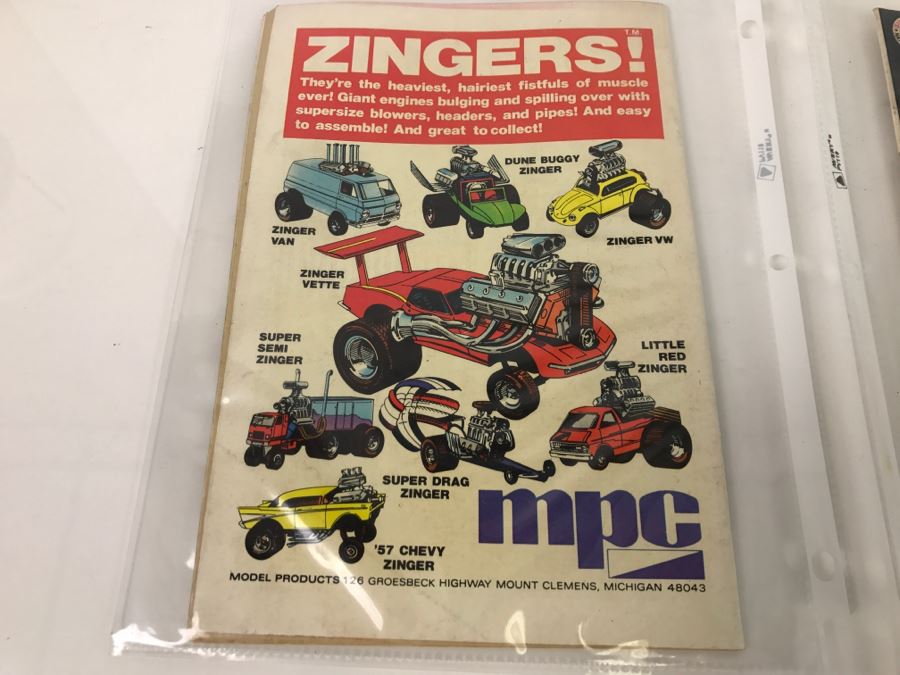 ZINGERS!
T.M.
They're the heaviest, hairiest fistfuls of muscle
ever! Giant engines bulging and spilling over with
supersize blowers, headers, and pipes! And easy
to assemble! And great to collect!
ZINGER
VAN
DUNE BUGGY
ZINGER
ZINGER VW
ZINGER
VETTE
SUPER
SEMI
ZINGER
LITTLE
RED
ZINGER
SUPER DRAG
ZINGER
'57 CHEVY
ZINGER
mpc
MODEL PRODUCTS 126 GROESBECK HIGHWAY MOUNT CLEMENS, MICHIGAN 48043